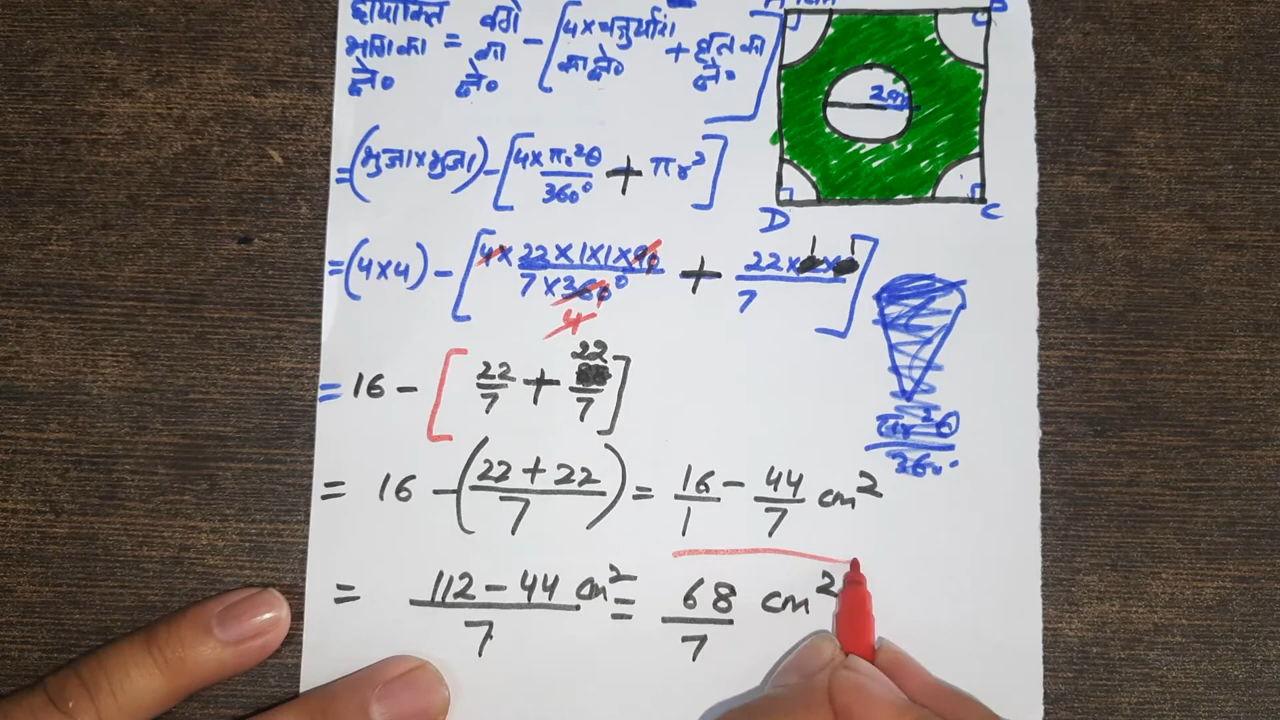 छायांकित भाग का क्षे० = वर्ग का क्षे० - [4 × चतुर्थांश का क्षे० + वृत्त का क्षे०]
B
2cm
D C
= (भुजा × भुजा) - [4 × πr²θ / 360° + πr²]
= (4×4) - [4 × 22 × 1 × 1 × 90 / 7 × 360° + 22 × 1 × 1 / 7]
4
= 16 - [22/7 + 22/7]
πr²θ / 360°
= 16 - (22 + 22 / 7) = 16/1 - 44/7 cm²
= 112 - 44 / 7 cm² = 68/7 cm²